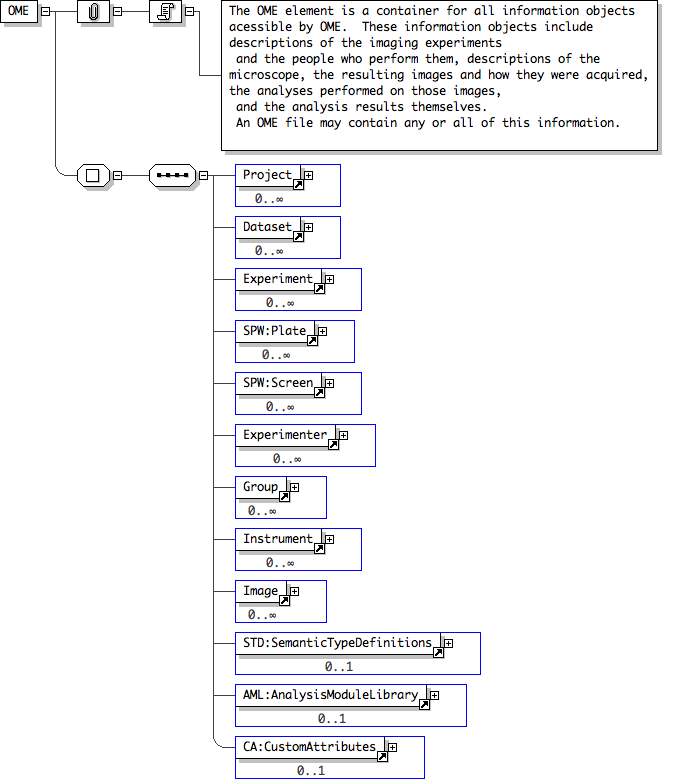 OME
The OME element is a container for all information objects
acessible by OME.  These information objects include
descriptions of the imaging experiments
and the people who perform them, descriptions of the
microscope, the resulting images and how they were acquired,
the analyses performed on those images,
and the analysis results themselves.
An OME file may contain any or all of this information.
Project
0..∞
Dataset
0..∞
Experiment
0..∞
SPW:Plate
0..∞
SPW:Screen
0..∞
Experimenter
0..∞
Group
0..∞
Instrument
0..∞
Image
0..∞
STD:SemanticTypeDefinitions
0..1
AML:AnalysisModuleLibrary
0..1
CA:CustomAttributes
0..1